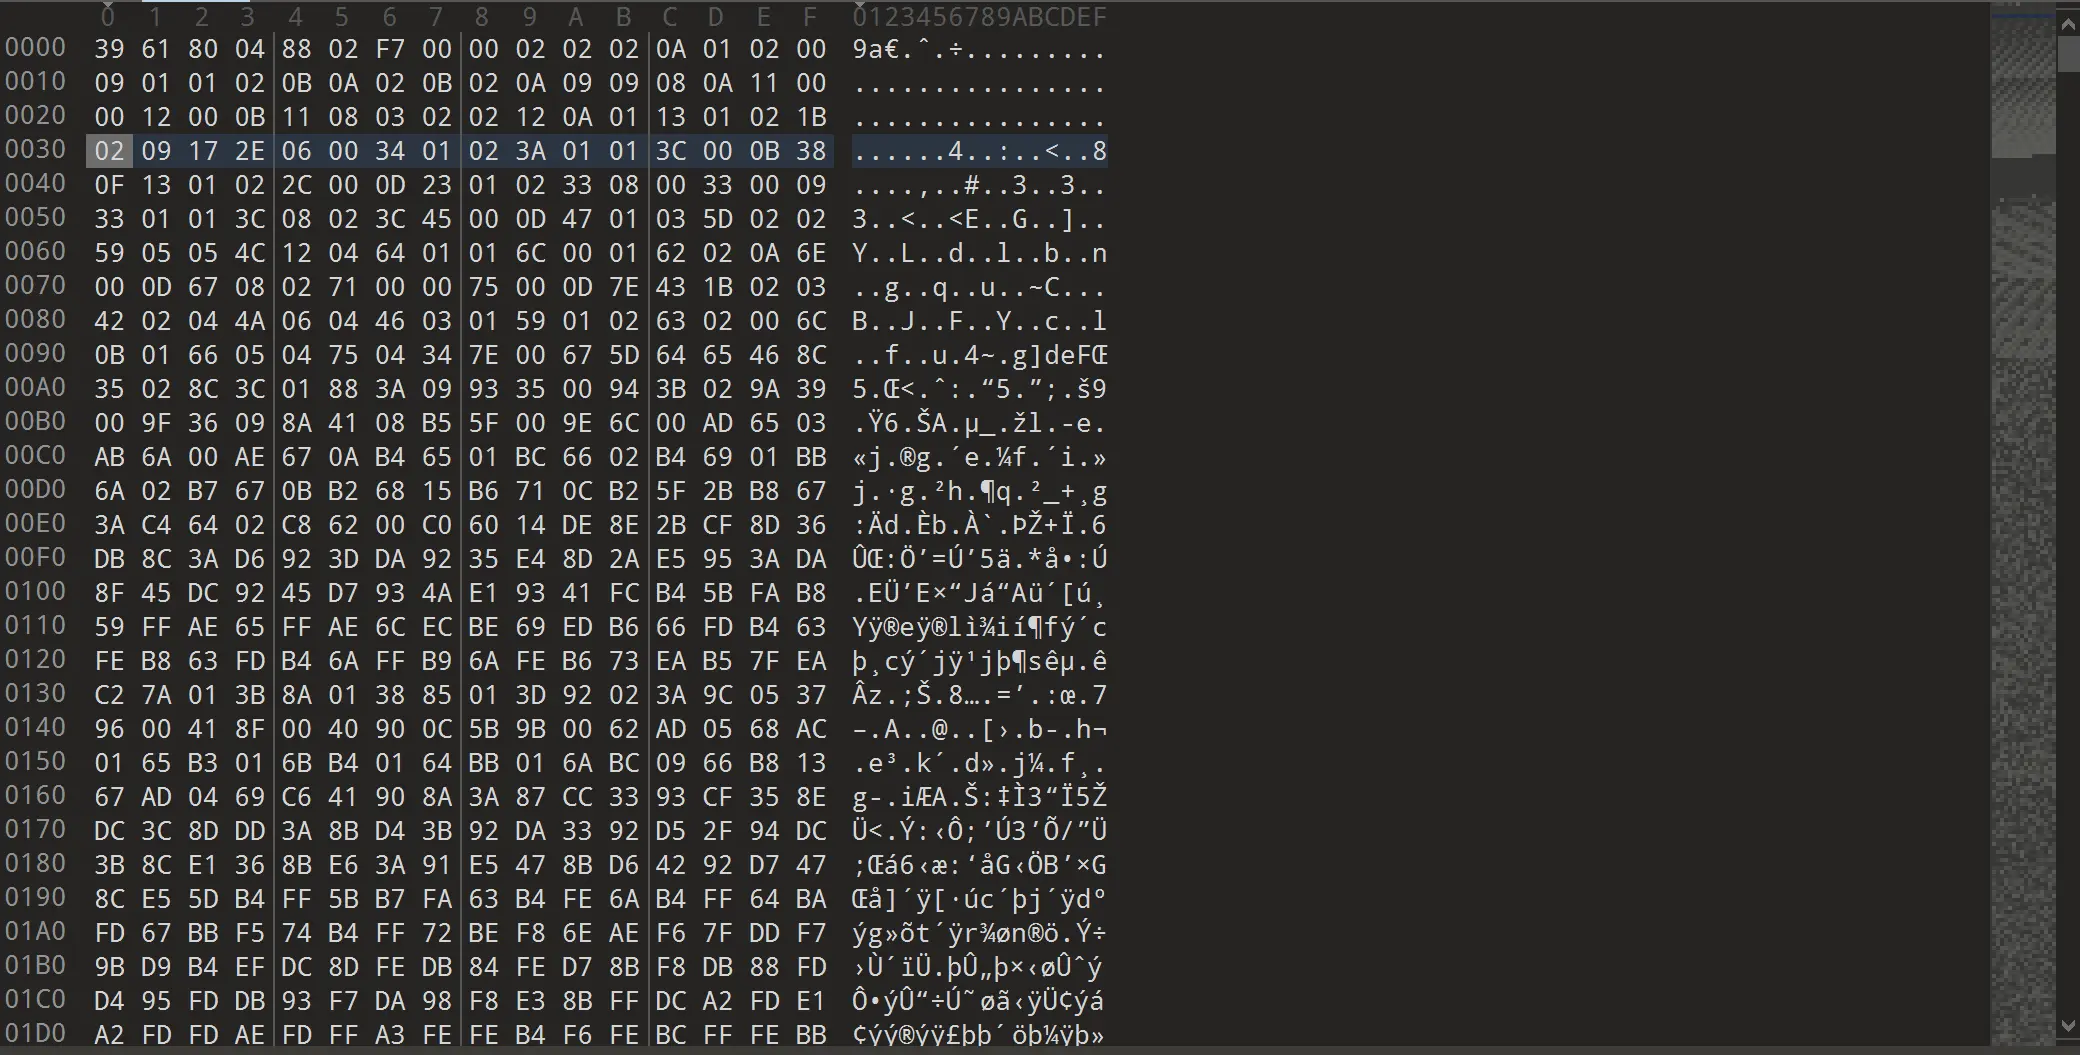 0 1 2 3 4 5 6 7 8 9 A B C D E F 0123456789ABCDEF
0000 39 61 80 04 88 02 F7 00 00 02 02 02 0A 01 02 00 9a€.ˆ.÷.........
0010 09 01 01 02 0B 0A 02 0B 02 0A 09 09 08 0A 11 00 ................
0020 00 12 00 0B 11 08 03 02 02 12 0A 01 13 01 02 1B ................
0030 02 09 17 2E 06 00 34 01 02 3A 01 01 3C 00 0B 38 ......4..:..<..8
0040 0F 13 01 02 2C 00 0D 23 01 02 33 08 00 33 00 09 ....,..#..3..3..
0050 33 01 01 3C 08 02 3C 45 00 0D 47 01 03 5D 02 02 3..<..<E..G..]..
0060 59 05 05 4C 12 04 64 01 01 6C 00 01 62 02 0A 6E Y..L..d..l..b..n
0070 00 0D 67 08 02 71 00 00 75 00 0D 7E 43 1B 02 03 ..g..q..u..~C...
0080 42 02 04 4A 06 04 46 03 01 59 01 02 63 02 00 6C B..J..F..Y..c..l
0090 0B 01 66 05 04 75 04 34 7E 00 67 5D 64 65 46 8C ..f..u.4~.g]deFŒ
00A0 35 02 8C 3C 01 88 3A 09 93 35 00 94 3B 02 9A 39 5.Œ<.ˆ:.“5.”;.š9
00B0 00 9F 36 09 8A 41 08 B5 5F 00 9E 6C 00 AD 65 03 .Ÿ6.ŠA.µ_.žl.-e.
00C0 AB 6A 00 AE 67 0A B4 65 01 BC 66 02 B4 69 01 BB «j.®g.´e.¼f.´i.»
00D0 6A 02 B7 67 0B B2 68 15 B6 71 0C B2 5F 2B B8 67 j.·g.²h.¶q.²_+¸g
00E0 3A C4 64 02 C8 62 00 C0 60 14 DE 8E 2B CF 8D 36 :Äd.Èb.À`.ÞŽ+Ï.6
00F0 DB 8C 3A D6 92 3D DA 92 35 E4 8D 2A E5 95 3A DA ÛŒ:Ö’=Ú’5ä.*å•:Ú
0100 8F 45 DC 92 45 D7 93 4A E1 93 41 FC B4 5B FA B8 .EÜ’E×“Já“Aü´[ú¸
0110 59 FF AE 65 FF AE 6C EC BE 69 ED B6 66 FD B4 63 Yÿ®eÿ®lì¾ií¶fý´c
0120 FE B8 63 FD B4 6A FF B9 6A FE B6 73 EA B5 7F EA þ¸cý´jÿ¹jþ¶sêµ.ê
0130 C2 7A 01 3B 8A 01 38 85 01 3D 92 02 3A 9C 05 37 Âz.;Š.8….=’.:œ.7
0140 96 00 41 8F 00 40 90 0C 5B 9B 00 62 AD 05 68 AC –.A..@..[›.b-.h¬
0150 01 65 B3 01 6B B4 01 64 BB 01 6A BC 09 66 B8 13 .e³.k´.d».j¼.f¸.
0160 67 AD 04 69 C6 41 90 8A 3A 87 CC 33 93 CF 35 8E g-.iÆA.Š:‡Ì3“Ï5Ž
0170 DC 3C 8D DD 3A 8B D4 3B 92 DA 33 92 D5 2F 94 DC Ü<.Ý:‹Ô;’Ú3’Õ/”Ü
0180 3B 8C E1 36 8B E6 3A 91 E5 47 8B D6 42 92 D7 47 ;Œá6‹æ:‘åG‹ÖB’×G
0190 8C E5 5D B4 FF 5B B7 FA 63 B4 FE 6A B4 FF 64 BA Œå]´ÿ[·úc´þj´ÿdº
01A0 FD 67 BB F5 74 B4 FF 72 BE F8 6E AE F6 7F DD F7 ýg»õt´ÿr¾øn®ö.Ý÷
01B0 9B D9 B4 EF DC 8D FE DB 84 FE D7 8B F8 DB 88 FD ›Ù´ïÜ.þÛ„þ×‹øÛˆý
01C0 D4 95 FD DB 93 F7 DA 98 F8 E3 8B FF DC A2 FD E1 Ô•ýÛ“÷Ú˜øã‹ÿÜ¢ýá
01D0 A2 FD FD AE FD FF A3 FE FE B4 F6 FE BC FF FE BB ¢ýý®ýÿ£þþ´öþ¼ÿþ»